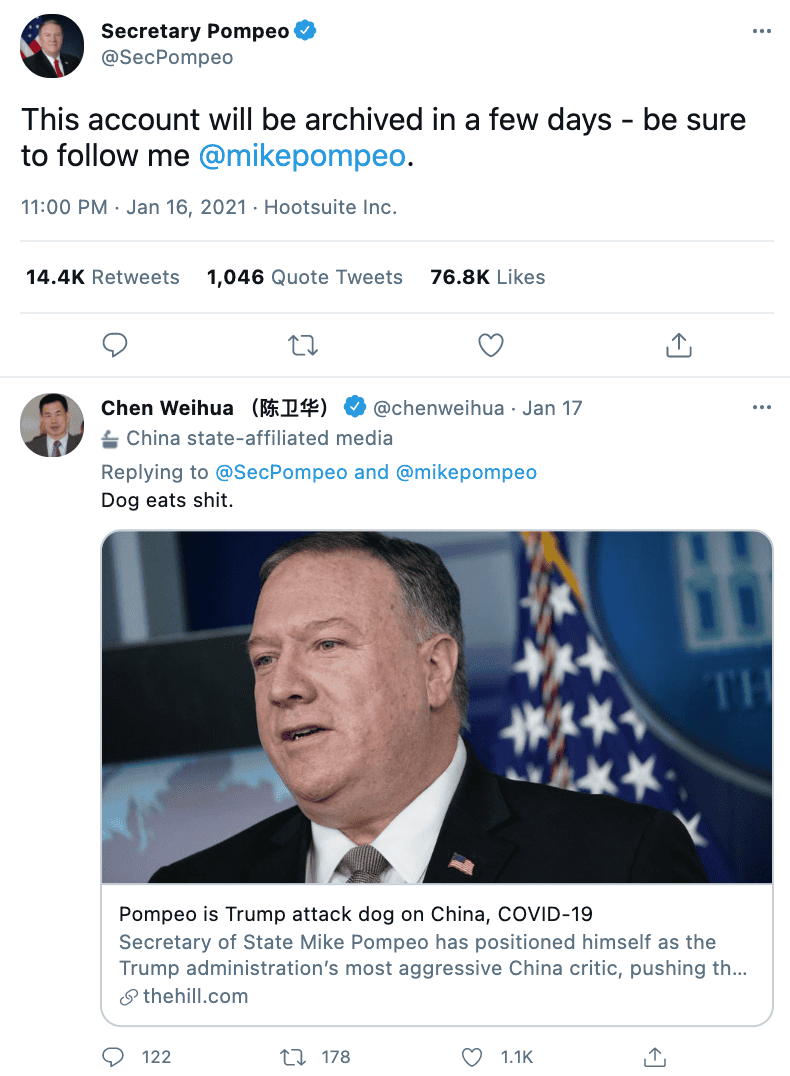 Secretary Pompeo
@SecPompeo
This account will be archived in a few days - be sure
to follow me @mikepompeo.
11:00 PM · Jan 16, 2021 · Hootsuite Inc.
14.4K Retweets 1,046 Quote Tweets 76.8K Likes
Chen Weihua （陈卫华） @chenweihua · Jan 17
China state-affiliated media
Replying to @SecPompeo and @mikepompeo
Dog eats shit.
TH
Pompeo is Trump attack dog on China, COVID-19
Secretary of State Mike Pompeo has positioned himself as the
Trump administration’s most aggressive China critic, pushing th...
thehill.com
122 178 1.1K